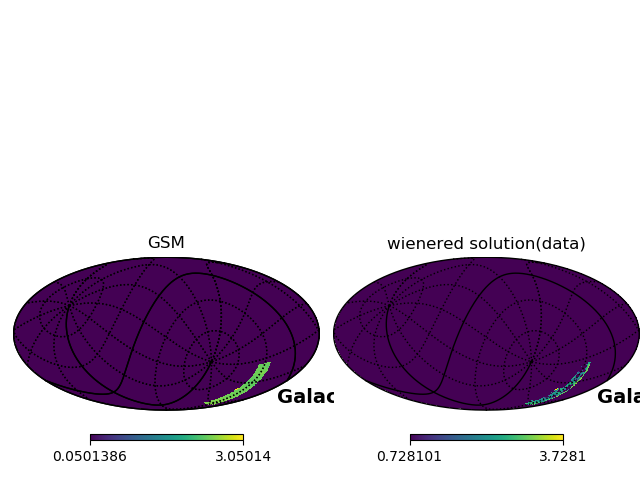 GSM
wienered solution(data)
Galac
Gala
0.0501386
3.05014
0.728101
3.7281